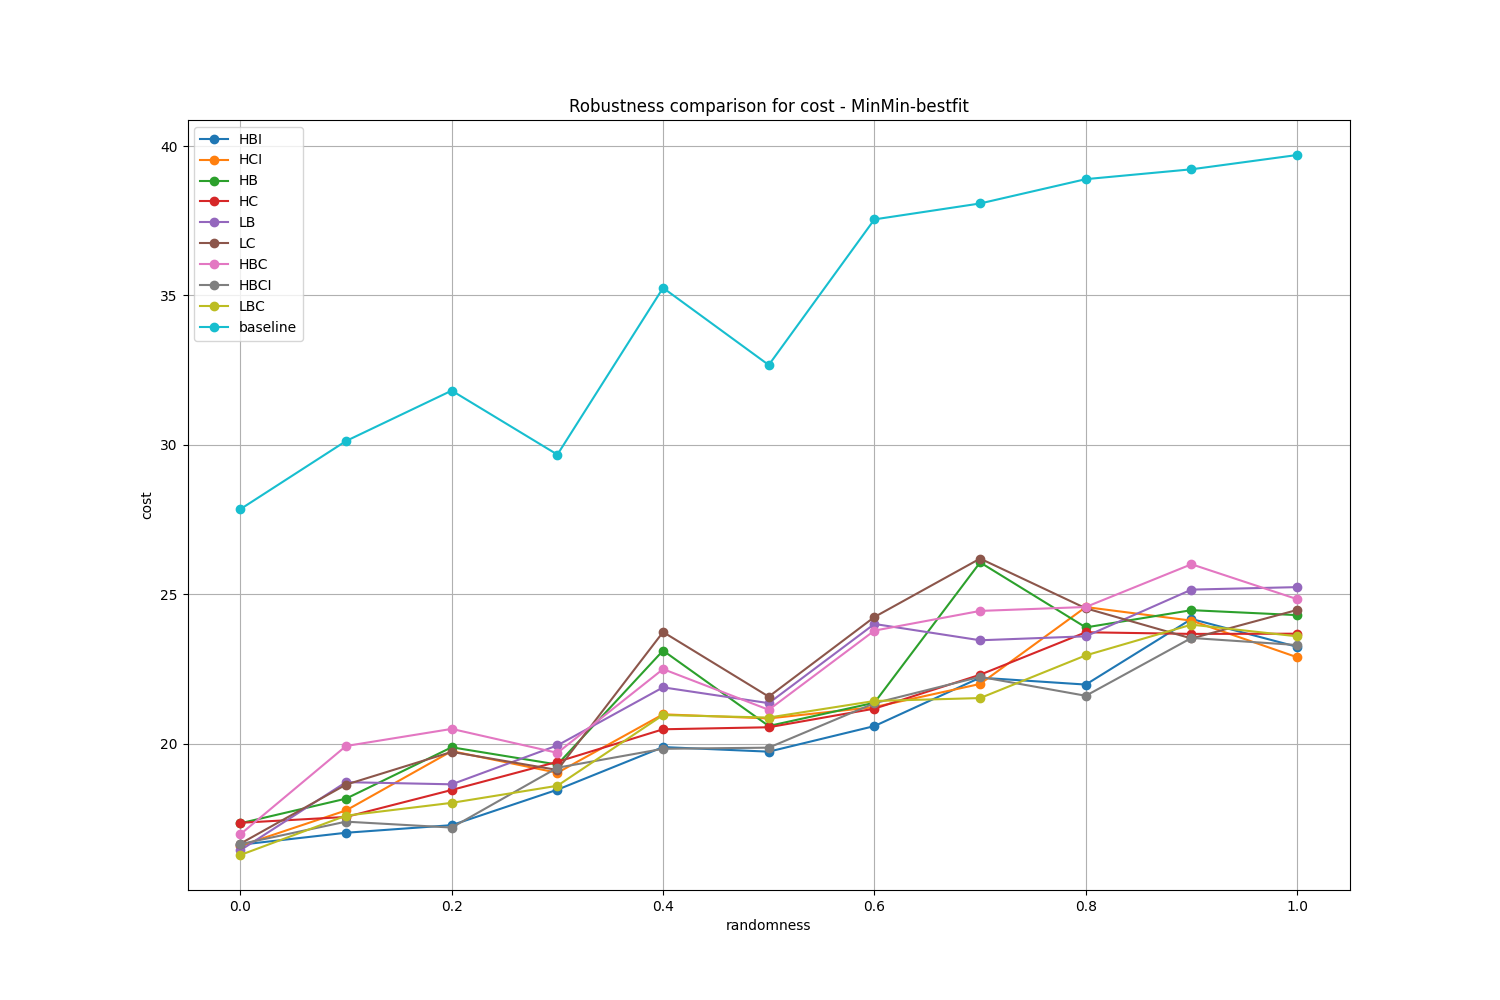 Robustness comparison for cost - MinMin-bestfit
HBI
HCI
HB
HC
LB
LC
HBC
HBCI
LBC
baseline
40
35
30
25
20
cost
0.0 0.2 0.4 0.6 0.8 1.0
randomness